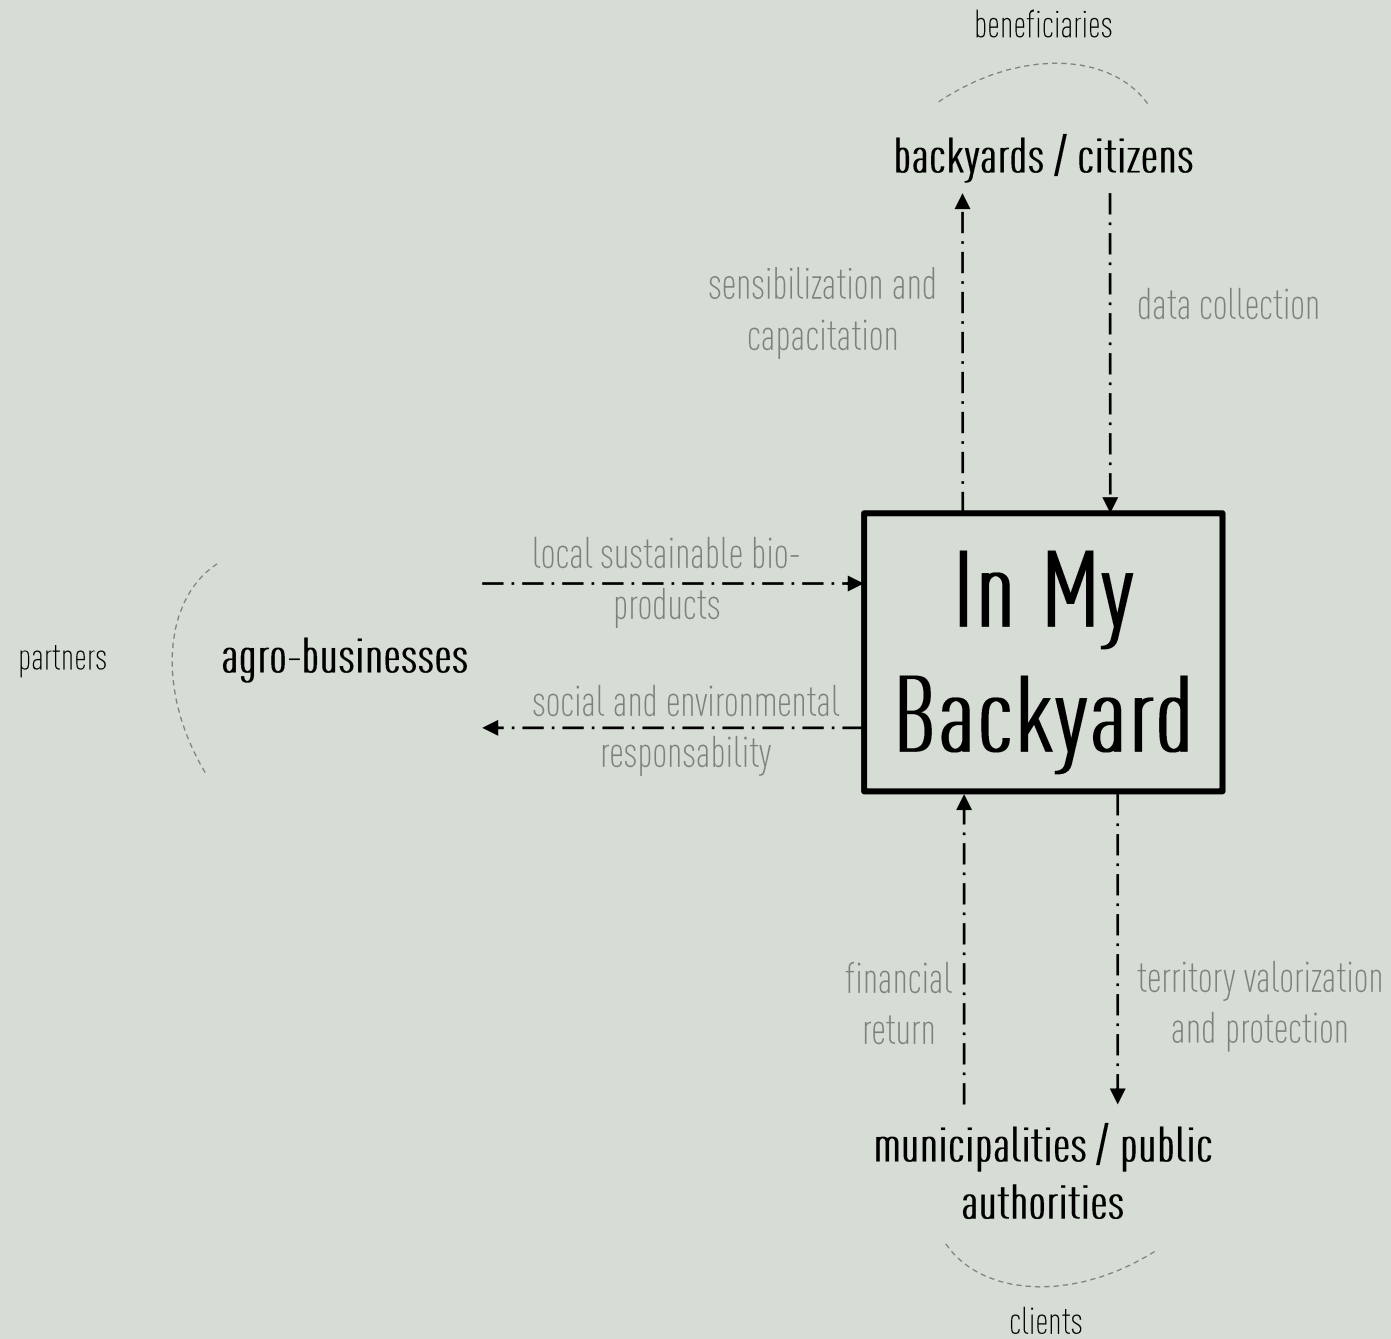 beneficiaries
backyards / citizens
sensibilization and
capacitation
data collection
local sustainable bio-
products
In My
Backyard
partners
agro-businesses
social and environmental
responsability
financial
return
territory valorization
and protection
municipalities / public
authorities
clients